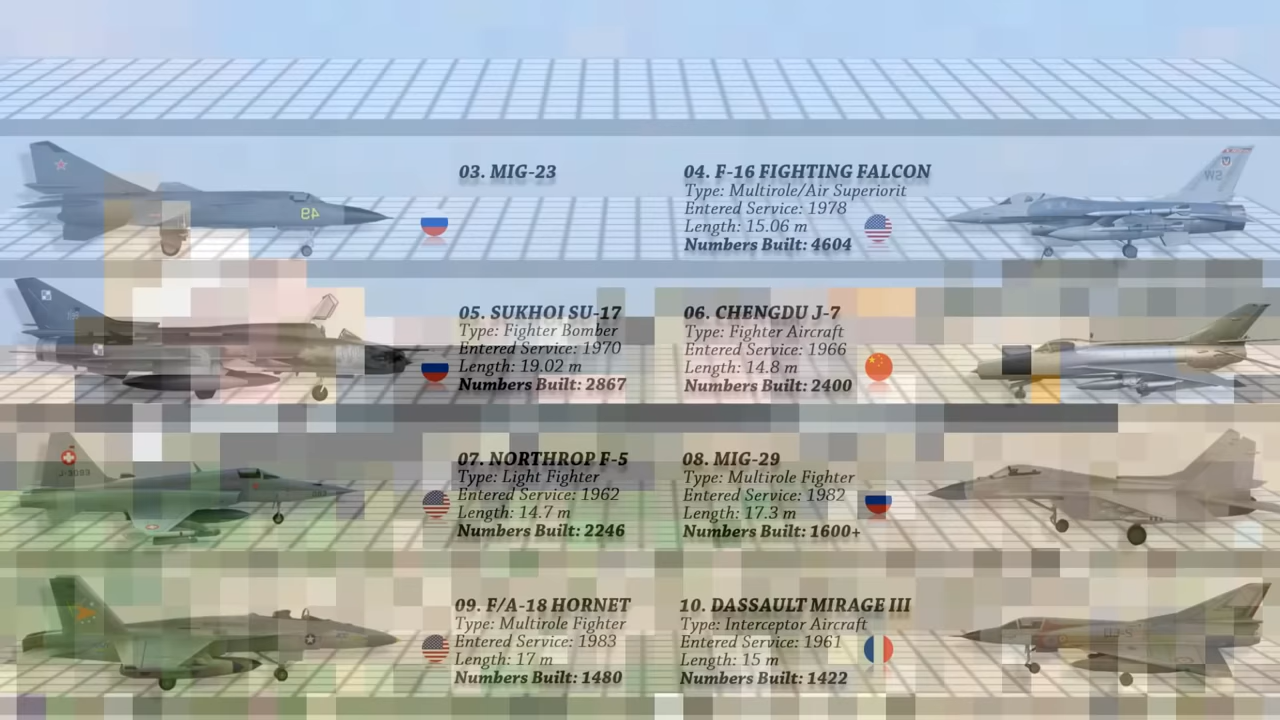 03. MIG-23
04. F-16 FIGHTING FALCON
Type: Multirole/Air Superiorit
Entered Service: 1978
Length: 15.06 m
Numbers Built: 4604
05. SUKHOI SU-17
Type: Fighter Bomber
Entered Service: 1970
Length: 19.02 m
Numbers Built: 2867
06. CHENGDU J-7
Type: Fighter Aircraft
Entered Service: 1966
Length: 14.8 m
Numbers Built: 2400
07. NORTHROP F-5
Type: Light Fighter
Entered Service: 1962
Length: 14.7 m
Numbers Built: 2246
08. MIG-29
Type: Multirole Fighter
Entered Service: 1982
Length: 17.3 m
Numbers Built: 1600+
09. F/A-18 HORNET
Type: Multirole Fighter
Entered Service: 1983
Length: 17 m
Numbers Built: 1480
10. DASSAULT MIRAGE III
Type: Interceptor Aircraft
Entered Service: 1961
Length: 15 m
Numbers Built: 1422